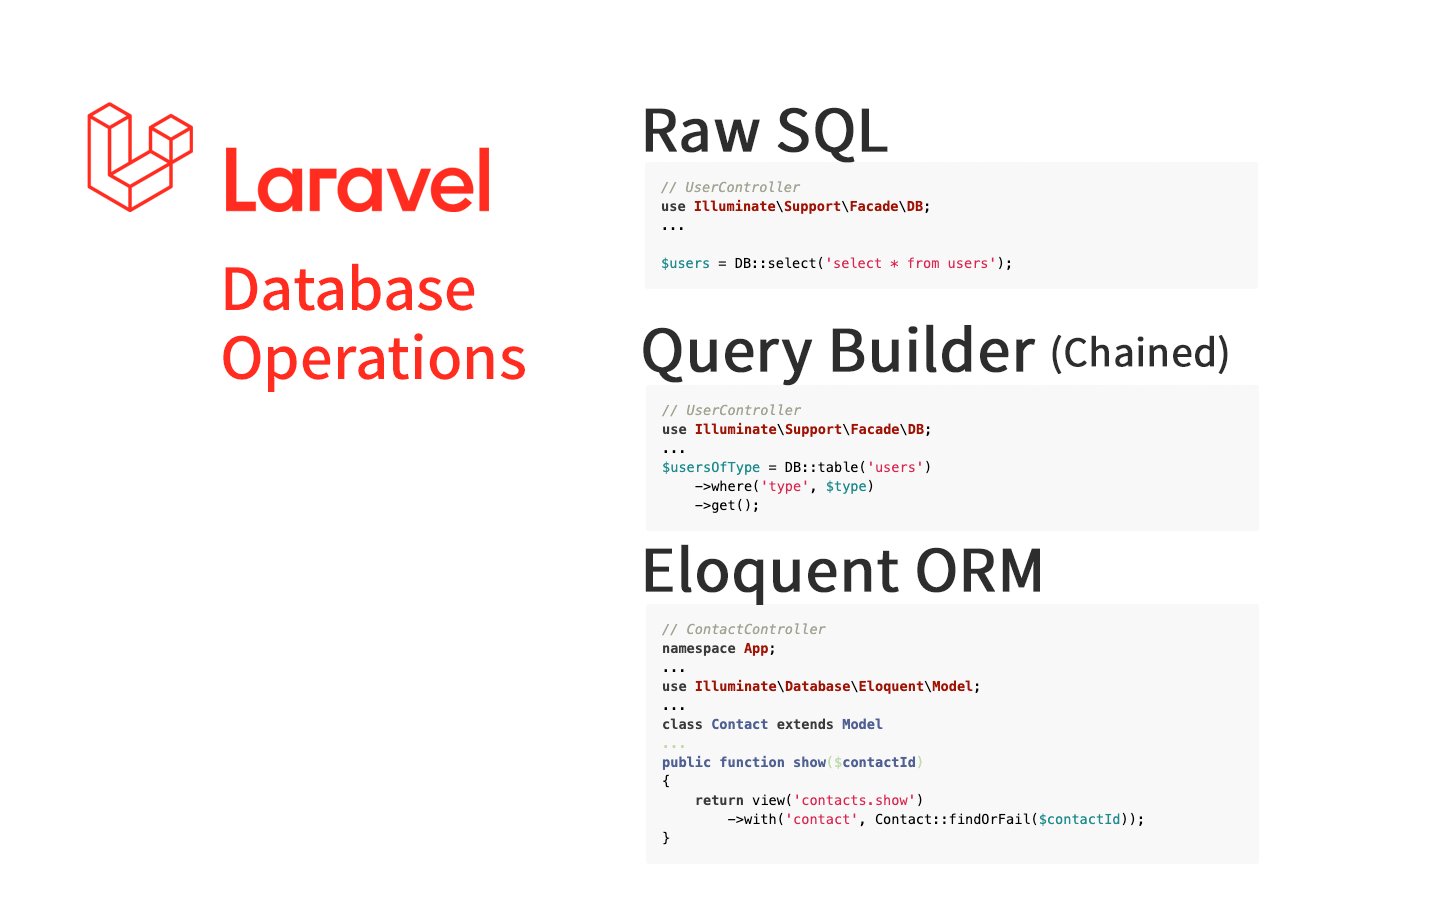 Laravel
Database
Operations
Raw SQL
// UserController
use Illuminate\Support\Facade\DB;
...
$users = DB::select('select * from users');
Query Builder (Chained)
// UserController
use Illuminate\Support\Facade\DB;
...
$usersOfType = DB::table('users')
    ->where('type', $type)
    ->get();
Eloquent ORM
// ContactController
namespace App;
...
use Illuminate\Database\Eloquent\Model;
...
class Contact extends Model
...
public function show($contactId)
{
    return view('contacts.show')
        ->with('contact', Contact::findOrFail($contactId));
}